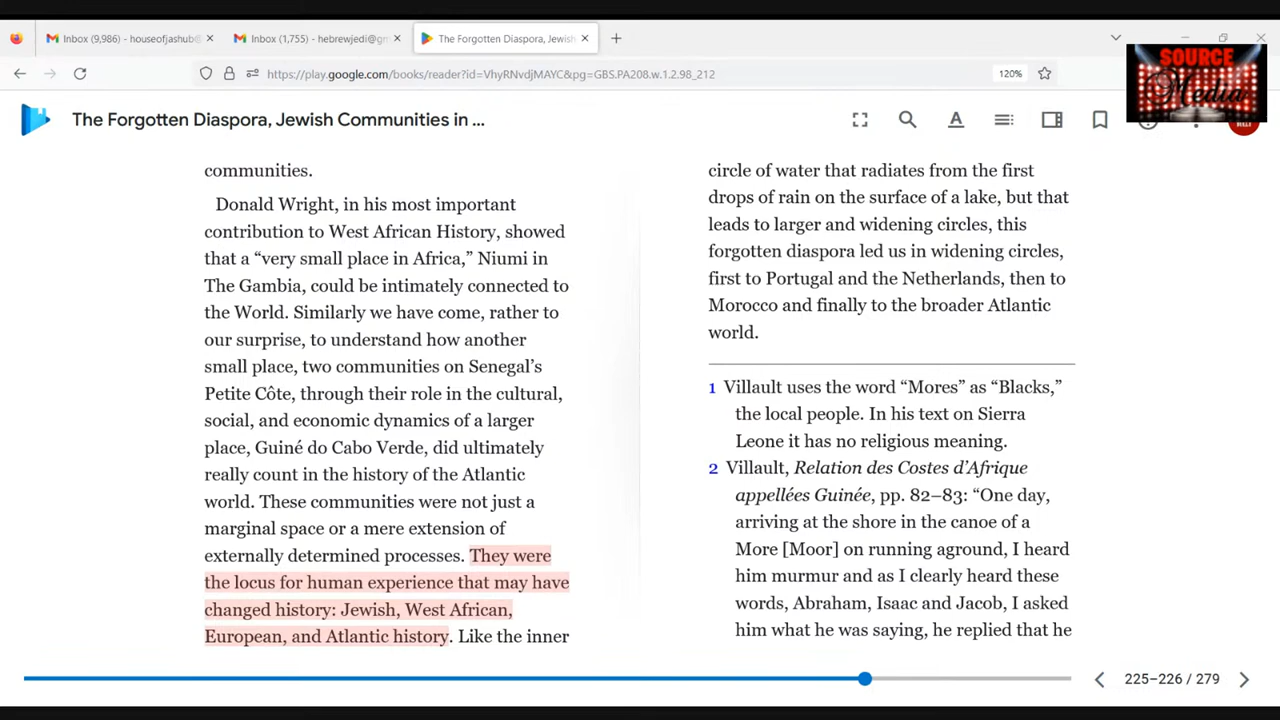 Inbox (9,986) - houseofjashub@
Inbox (1,755) - hebrewjedi@gm
The Forgotten Diaspora, Jewish
https://play.google.com/books/reader?id=VhyRNvdjMAYC&pg=GBS.PA208.w.1.2.98_212
120%
SOURCE
Media
The Forgotten Diaspora, Jewish Communities in ...
communities.
Donald Wright, in his most important
contribution to West African History, showed
that a “very small place in Africa,” Niumi in
The Gambia, could be intimately connected to
the World. Similarly we have come, rather to
our surprise, to understand how another
small place, two communities on Senegal’s
Petite Côte, through their role in the cultural,
social, and economic dynamics of a larger
place, Guiné do Cabo Verde, did ultimately
really count in the history of the Atlantic
world. These communities were not just a
marginal space or a mere extension of
externally determined processes. They were
the locus for human experience that may have
changed history: Jewish, West African,
European, and Atlantic history. Like the inner
circle of water that radiates from the first
drops of rain on the surface of a lake, but that
leads to larger and widening circles, this
forgotten diaspora led us in widening circles,
first to Portugal and the Netherlands, then to
Morocco and finally to the broader Atlantic
world.
1 Villault uses the word “Mores” as “Blacks,”
the local people. In his text on Sierra
Leone it has no religious meaning.
2 Villault, Relation des Costes d’Afrique
appellées Guinée, pp. 82–83: “One day,
arriving at the shore in the canoe of a
More [Moor] on running aground, I heard
him murmur and as I clearly heard these
words, Abraham, Isaac and Jacob, I asked
him what he was saying, he replied that he
225–226 / 279